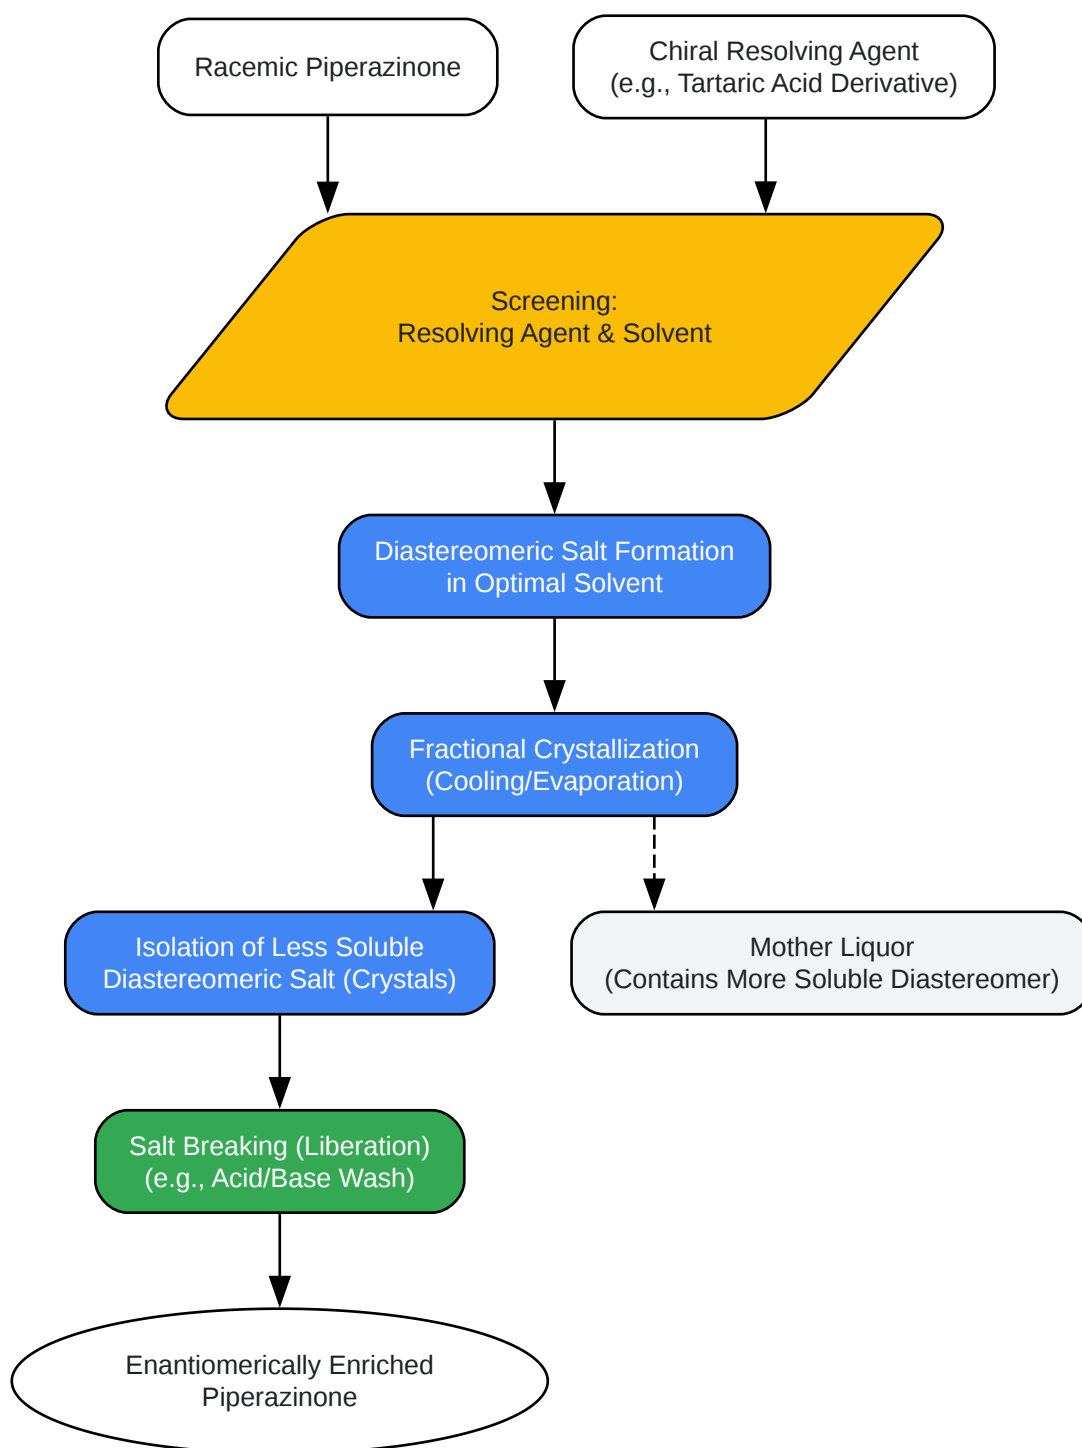 Racemic Piperazinone
Chiral Resolving Agent
(e.g., Tartaric Acid Derivative)
Screening:
Resolving Agent & Solvent
Diastereomeric Salt Formation
in Optimal Solvent
Fractional Crystallization
(Cooling/Evaporation)
Isolation of Less Soluble
Diastereomeric Salt (Crystals)
Mother Liquor
(Contains More Soluble Diastereomer)
Salt Breaking (Liberation)
(e.g., Acid/Base Wash)
Enantiomerically Enriched
Piperazinone